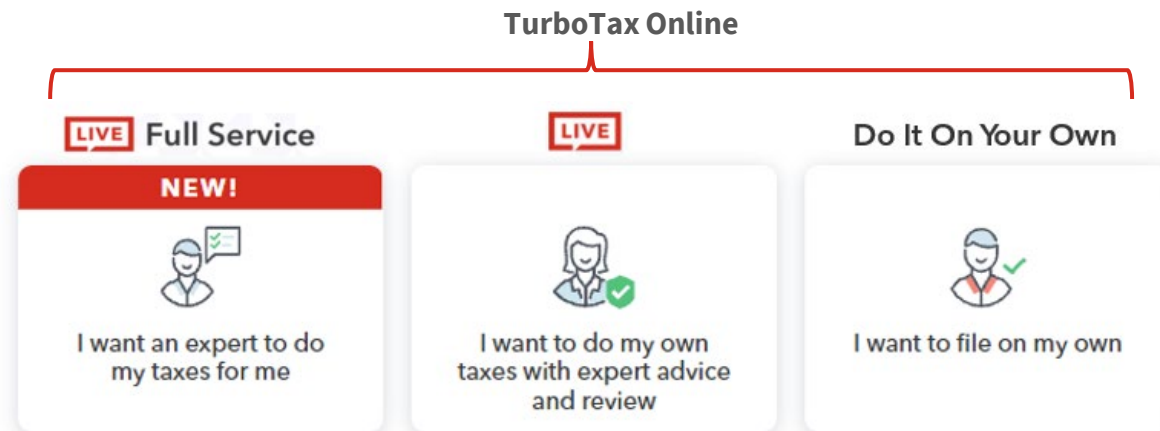 TurboTax Online
LIVE Full Service
LIVE
Do It On Your Own
NEW!
I want an expert to do
my taxes for me
I want to do my own
taxes with expert advice
and review
I want to file on my own